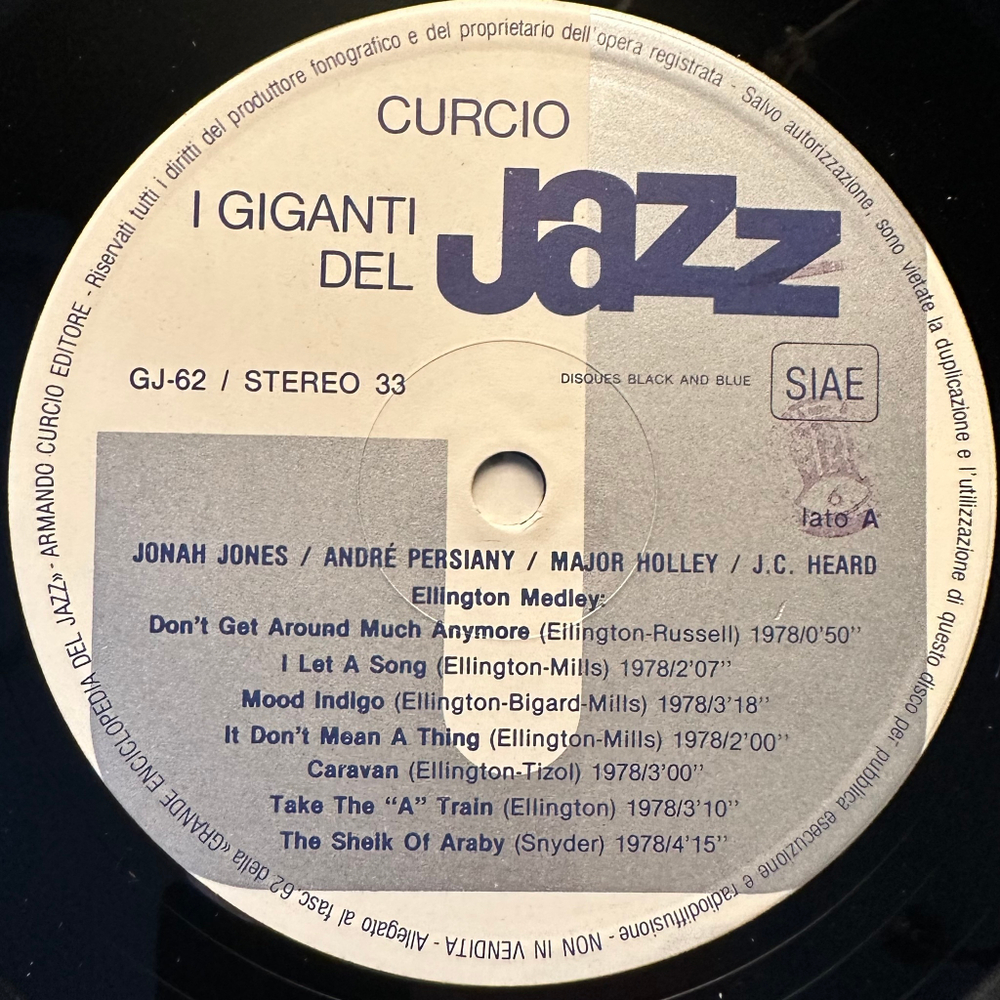 Allegato al fasc. 62 della «GRANDE ENCICLOPEDIA DEL JAZZ» - ARMANDO CURCIO EDITORE - Riservati tutti i diritti del produttore fonografico e del proprietario dell'opera registrata - Salvo autorizzazione, sono vietate la duplicazione e l'utilizzazione di questo disco per pubblica esecuzione e radiodiffusione - NON IN VENDITA -
CURCIO
I GIGANTI
DEL
Jazz
GJ-62 / STEREO 33
DISQUES BLACK AND BLUE
SIAE
6
lato A
JONAH JONES / ANDRÉ PERSIANY / MAJOR HOLLEY / J.C. HEARD
Ellington Medley:
Don't Get Around Much Anymore (Eilington-Russell) 1978/0'50''
I Let A Song (Ellington-Mills) 1978/2'07''
Mood Indigo (Ellington-Bigard-Mills) 1978/3'18''
It Don't Mean A Thing (Ellington-Mills) 1978/2'00''
Caravan (Ellington-Tizol) 1978/3'00''
Take The "A" Train (Ellington) 1978/3'10''
The Sheik Of Araby (Snyder) 1978/4'15''